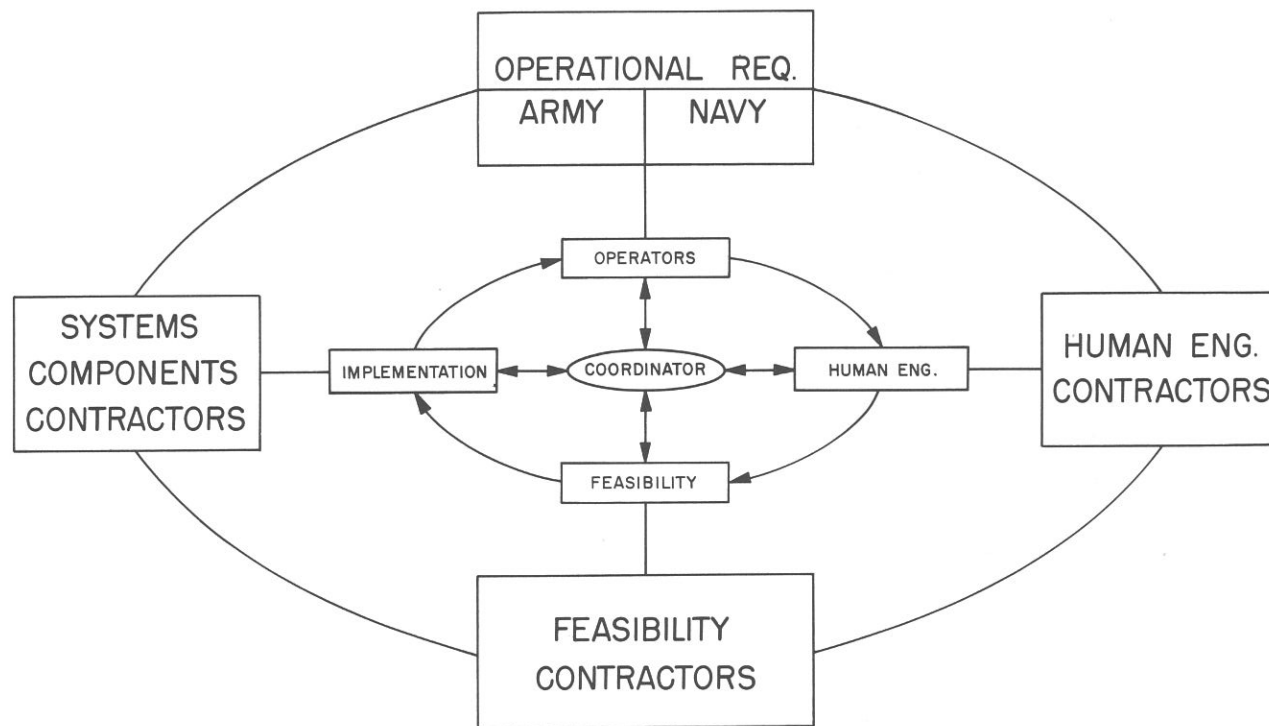 OPERATIONAL REQ.
ARMY
NAVY
OPERATORS
SYSTEMS
COMPONENTS
CONTRACTORS
IMPLEMENTATION
COORDINATOR
HUMAN ENG.
HUMAN ENG.
CONTRACTORS
FEASIBILITY
FEASIBILITY
CONTRACTORS